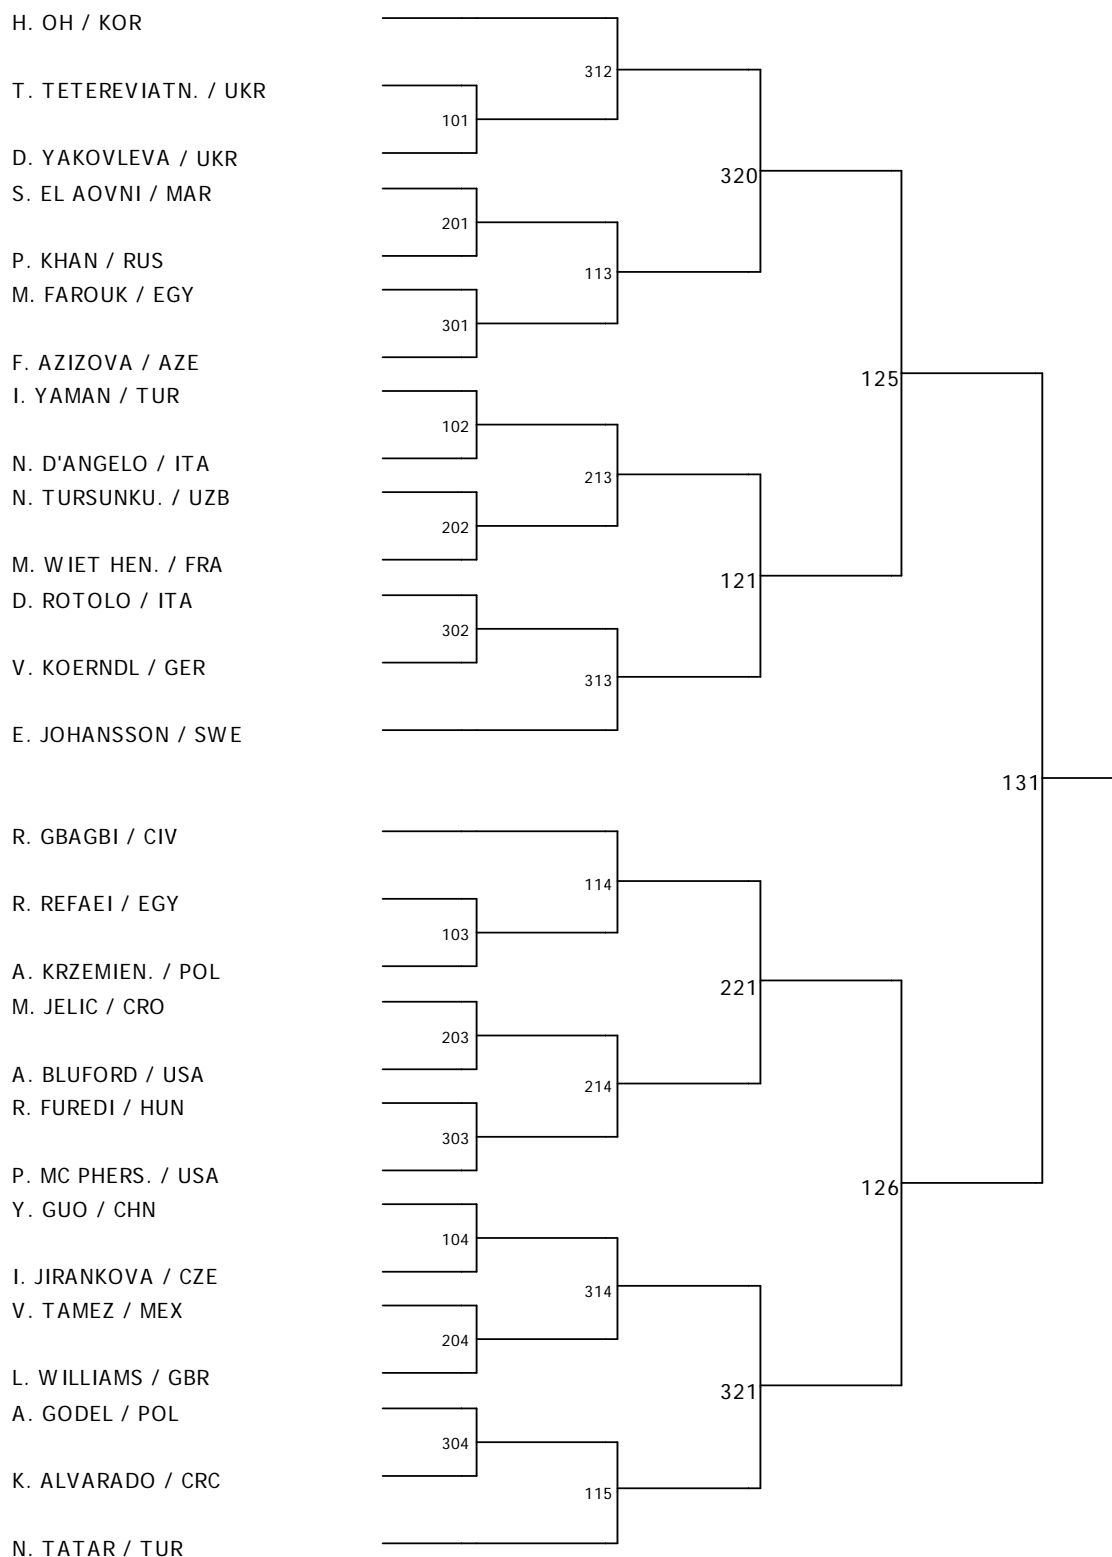 H. OH / KOR
312
T. TETEREVIATN. / UKR
101
D. YAKOVLEVA / UKR
320
S. EL AOVNI / MAR
201
P. KHAN / RUS
113
M. FAROUK / EGY
301
F. AZIZOVA / AZE
125
I. YAMAN / TUR
102
N. D'ANGELO / ITA
213
N. TURSUNKU. / UZB
202
M. WIET HEN. / FRA
121
D. ROTOLO / ITA
302
V. KOERNDL / GER
313
E. JOHANSSON / SWE
131
R. GBAGBI / CIV
114
R. REFAEI / EGY
103
A. KRZEMIEN. / POL
221
M. JELIC / CRO
203
A. BLUFORD / USA
214
R. FUREDI / HUN
303
P. MC PHERS. / USA
126
Y. GUO / CHN
104
I. JIRANKOVA / CZE
314
V. TAMEZ / MEX
204
L. WILLIAMS / GBR
321
A. GODEL / POL
304
K. ALVARADO / CRC
115
N. TATAR / TUR